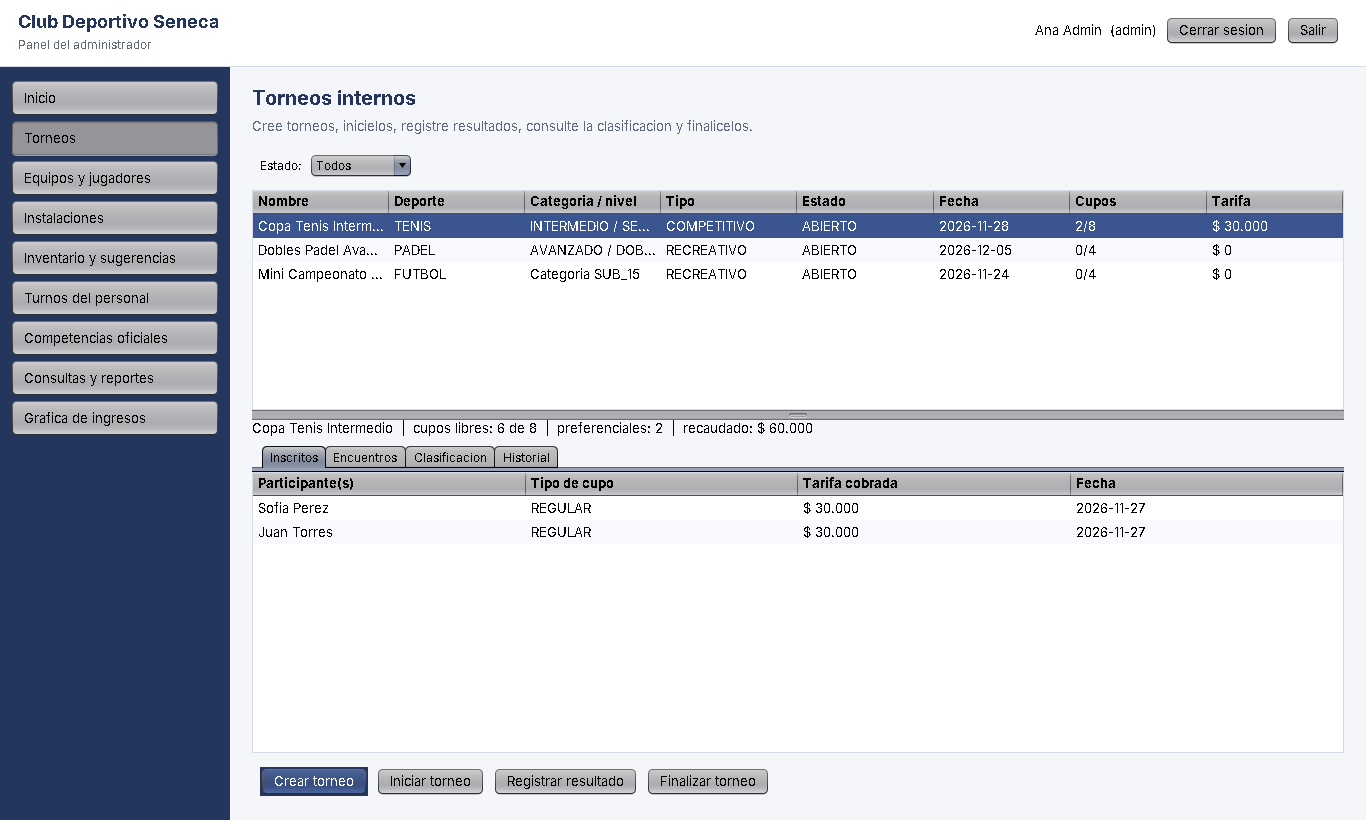 Club Deportivo Seneca
Panel del administrador
Ana Admin (admin)
Cerrar sesion
Salir
Inicio
Torneos
Equipos y jugadores
Instalaciones
Inventario y sugerencias
Turnos del personal
Competencias oficiales
Consultas y reportes
Grafica de ingresos
Torneos internos
Cree torneos, inicielos, registre resultados, consulte la clasificacion y finalicelos.
Estado: Todos
Nombre Deporte Categoria / nivel Tipo Estado Fecha Cupos Tarifa
Copa Tenis Interm... TENIS INTERMEDIO / SE... COMPETITIVO ABIERTO 2026-11-28 2/8 $ 30.000
Dobles Padel Ava... PADEL AVANZADO / DOB... RECREATIVO ABIERTO 2026-12-05 0/4 $ 0
Mini Campeonato ... FUTBOL Categoria SUB_15 RECREATIVO ABIERTO 2026-11-24 0/4 $ 0
Copa Tenis Intermedio | cupos libres: 6 de 8 | preferenciales: 2 | recaudado: $ 60.000
Inscritos Encuentros Clasificacion Historial
Participante(s) Tipo de cupo Tarifa cobrada Fecha
Sofia Perez REGULAR $ 30.000 2026-11-27
Juan Torres REGULAR $ 30.000 2026-11-27
Crear torneo Iniciar torneo Registrar resultado Finalizar torneo